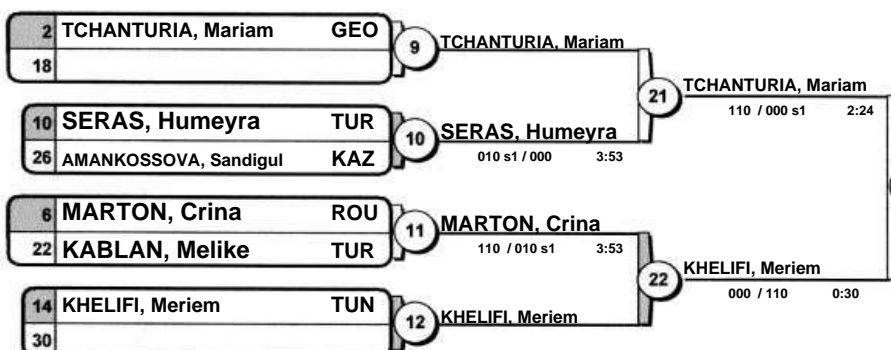 2 TCHANTURIA, Mariam GEO
18
9
TCHANTURIA, Mariam
10 SERAS, Humeyra TUR
26 AMANKOSSOVA, Sandigul KAZ
10
SERAS, Humeyra
010 s1 / 000 3:53
21
TCHANTURIA, Mariam
110 / 000 s1 2:24
6 MARTON, Crina ROU
22 KABLAN, Melike TUR
11
MARTON, Crina
110 / 010 s1 3:53
14 KHELIFI, Meriem TUN
30
12
KHELIFI, Meriem
22
KHELIFI, Meriem
000 / 110 0:30